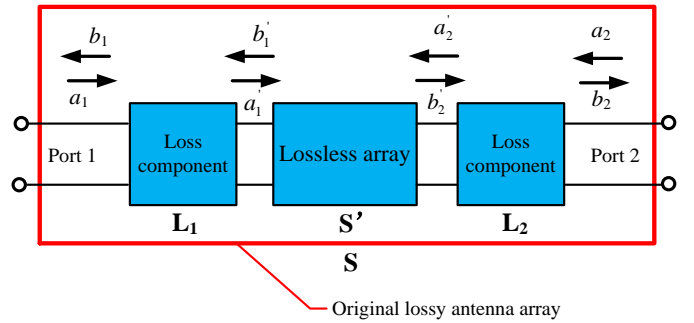 b₁
b₁'
a₂'
a₂
a₁
a₁'
b₂'
b₂
Port 1
Loss component
Lossless array
Loss component
Port 2
L₁
S'
L₂
S
Original lossy antenna array